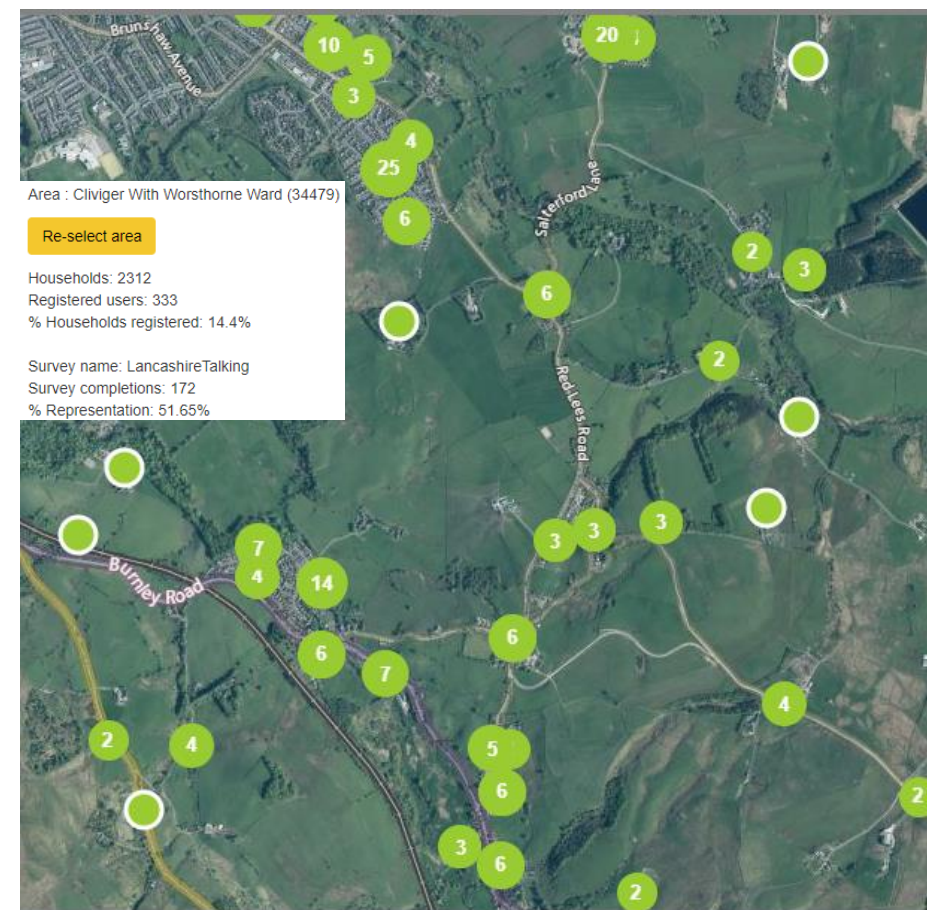 Brunshaw Avenue
10
5
20
3
4
25
Area : Cliviger With Worsthorne Ward (34479)
Re-select area
Households: 2312
Registered users: 333
% Households registered: 14.4%
Survey name: LancashireTalking
Survey completions: 172
% Representation: 51.65%
6
Salterford Lane
2
3
6
2
Red Lees Road
3
3
3
7
4
14
Burnley Road
6
6
7
4
2
4
5
6
2
3
6
2